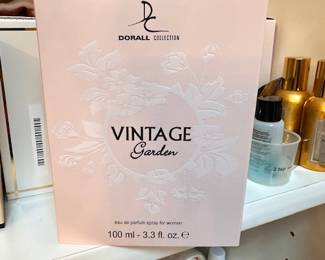 DC
DORALL COLLECTION
VINTAGE
Garden
eau de parfum spray for women
100 ml - 3.3 fl. oz. ℮